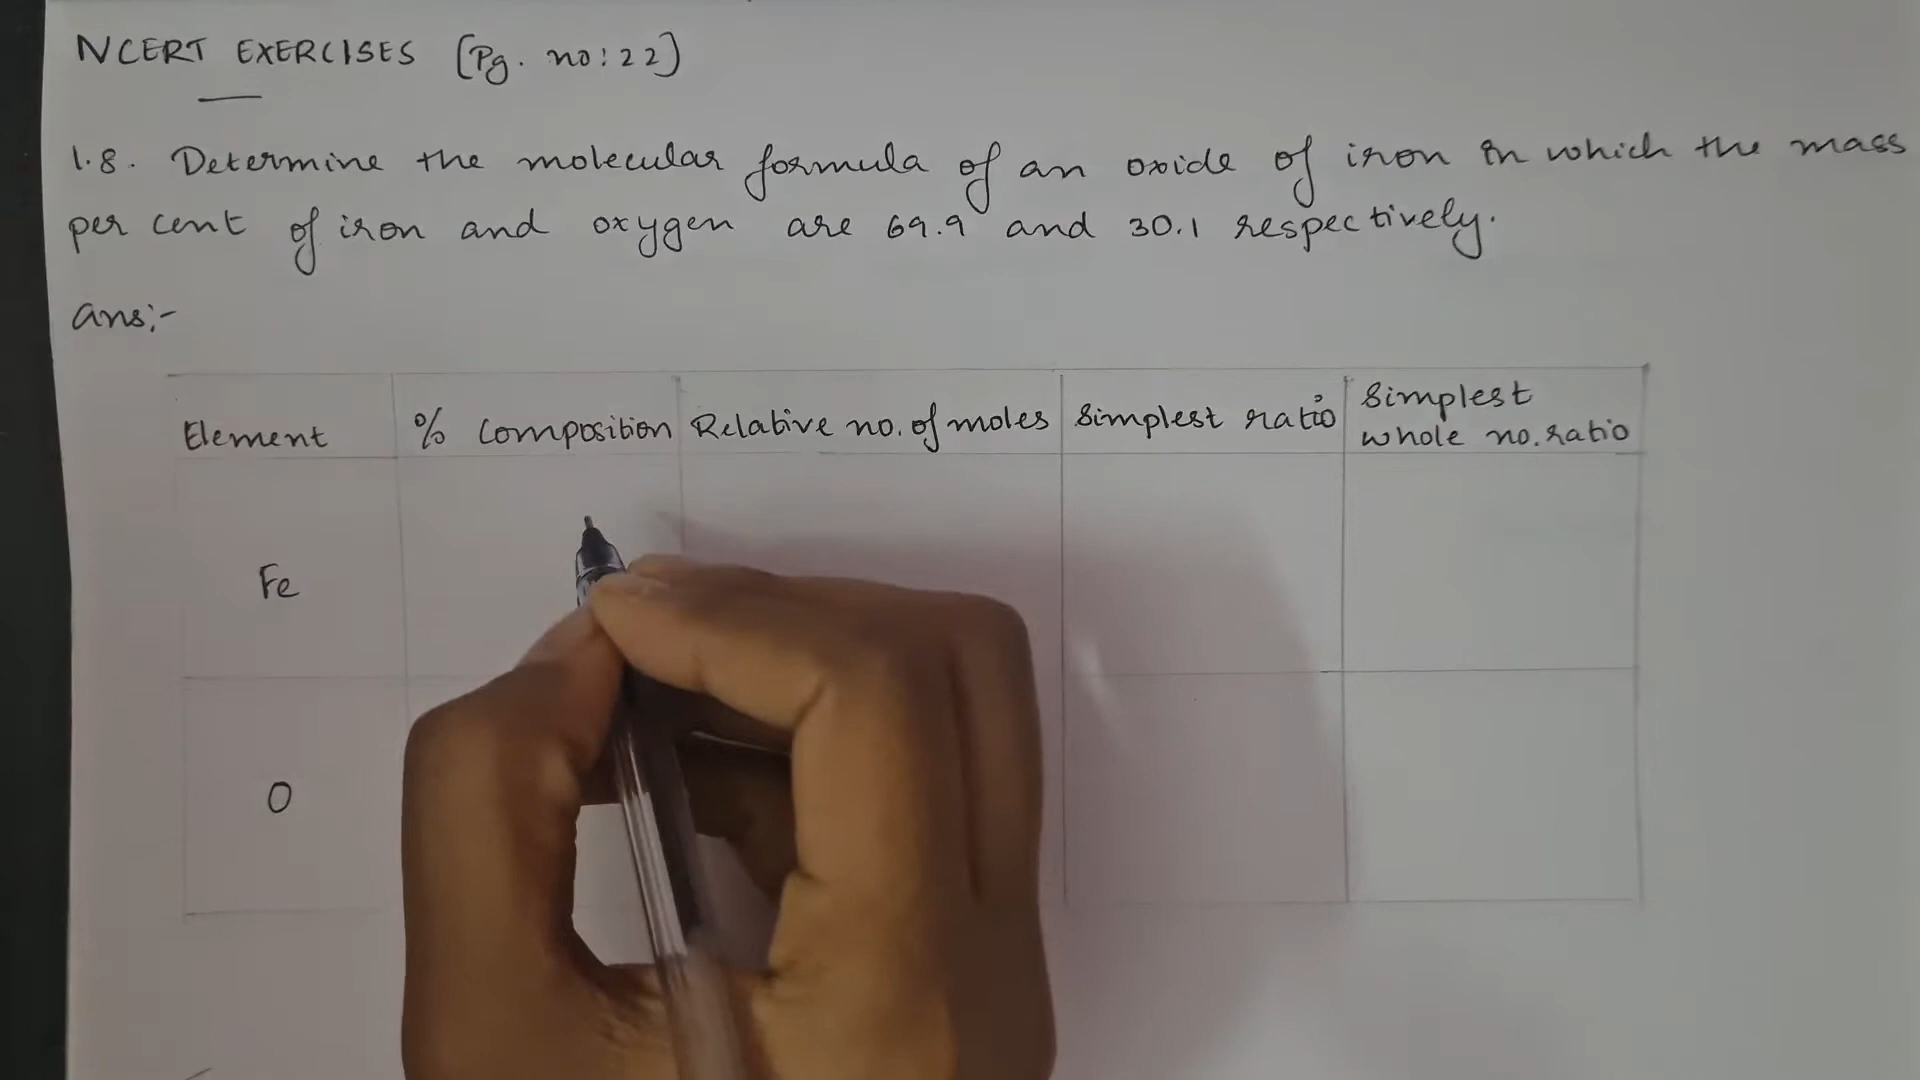 NCERT EXERCISES [Pg. no: 22]
1.8. Determine the molecular formula of an oxide of iron in which the mass
per cent of iron and oxygen are 69.9 and 30.1 respectively.
ans:-
Element % composition Relative no. of moles Simplest ratio Simplest
whole no. ratio
Fe
O